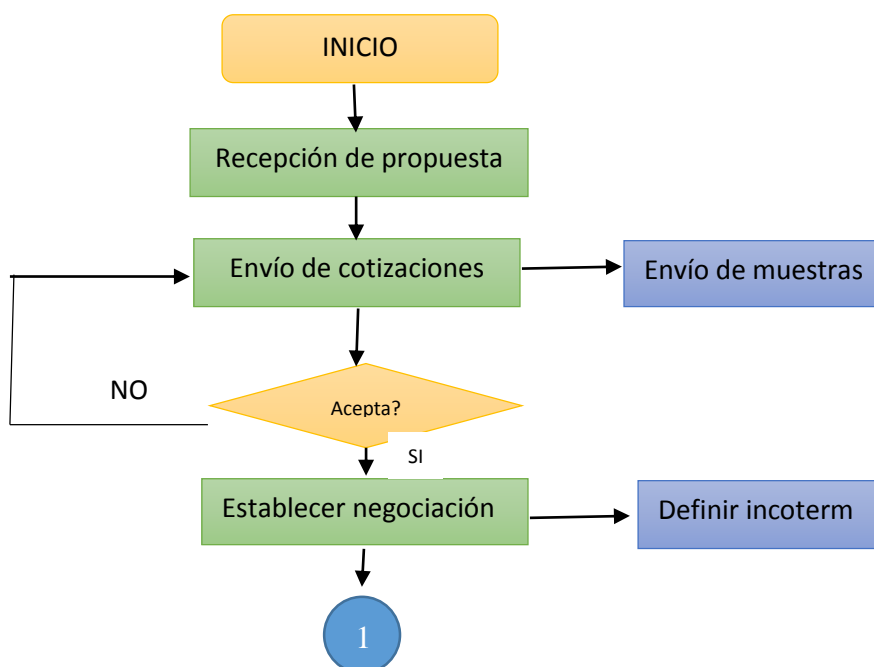 INICIO
Recepción de propuesta
Envío de cotizaciones
Envío de muestras
NO
Acepta?
SI
Establecer negociación
Definir incoterm
1